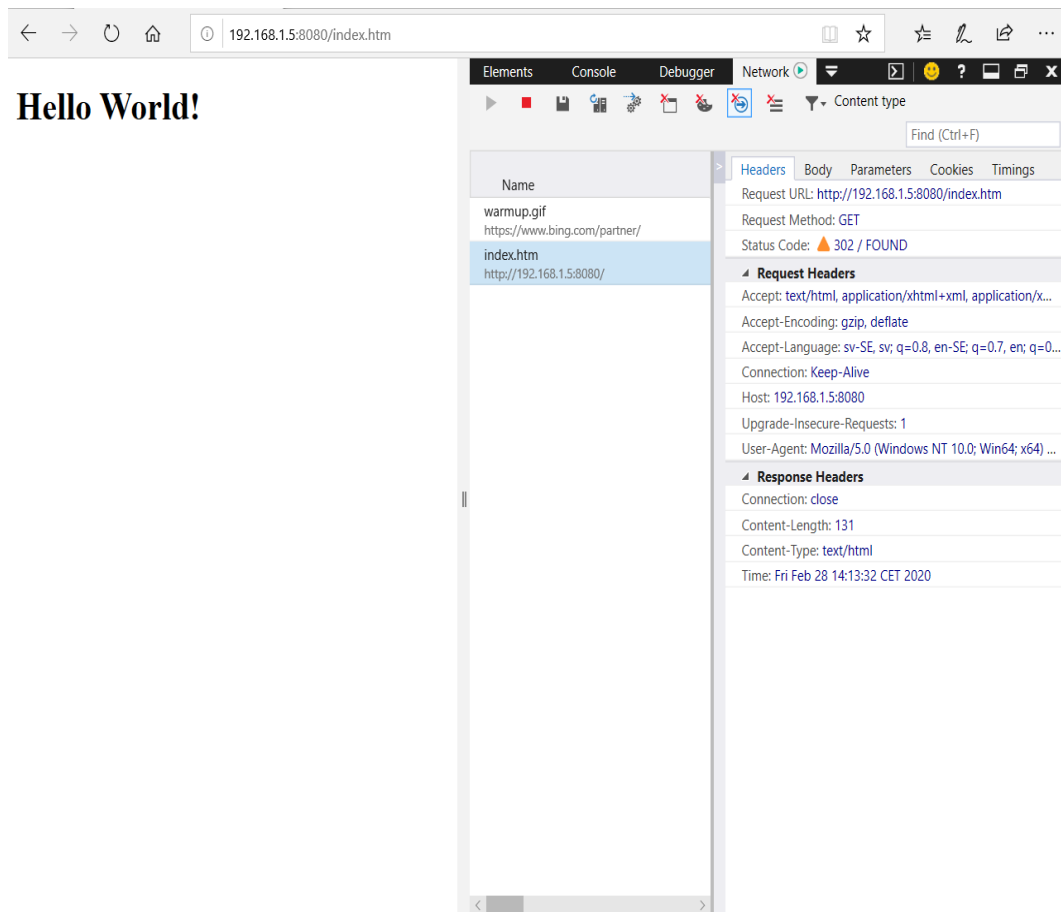 192.168.1.5:8080/index.htm
Hello World!
Elements Console Debugger Network ?
Content type
Find (Ctrl+F)
Name
warmup.gif
https://www.bing.com/partner/
index.htm
http://192.168.1.5:8080/
Headers Body Parameters Cookies Timings
Request URL: http://192.168.1.5:8080/index.htm
Request Method: GET
Status Code: 302 / FOUND
Request Headers
Accept: text/html, application/xhtml+xml, application/x...
Accept-Encoding: gzip, deflate
Accept-Language: sv-SE, sv; q=0.8, en-SE; q=0.7, en; q=0...
Connection: Keep-Alive
Host: 192.168.1.5:8080
Upgrade-Insecure-Requests: 1
User-Agent: Mozilla/5.0 (Windows NT 10.0; Win64; x64) ...
Response Headers
Connection: close
Content-Length: 131
Content-Type: text/html
Time: Fri Feb 28 14:13:32 CET 2020